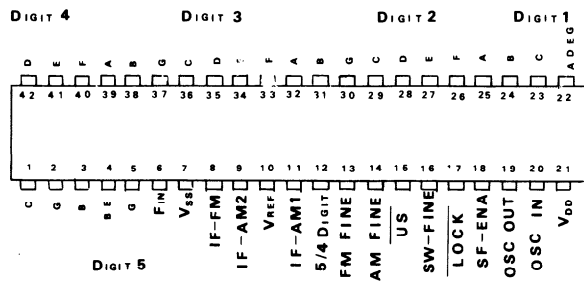 DIGIT 4 DIGIT 3 DIGIT 2 DIGIT 1
D E F A B G C D F A B G C D E F A B C ADEG
42 41 40 39 38 37 36 35 34 33 32 31 30 29 28 27 26 25 24 23 22
1 2 3 4 5 6 7 8 9 10 11 12 13 14 15 16 17 18 19 20 21
C G B BE G FIN VSS IF-FM IF-AM2 VREF IF-AM1 5/4 DIGIT FM FINE AM FINE US SW-FINE LOCK SF-ENA OSC OUT OSC IN VDD
DIGIT 5